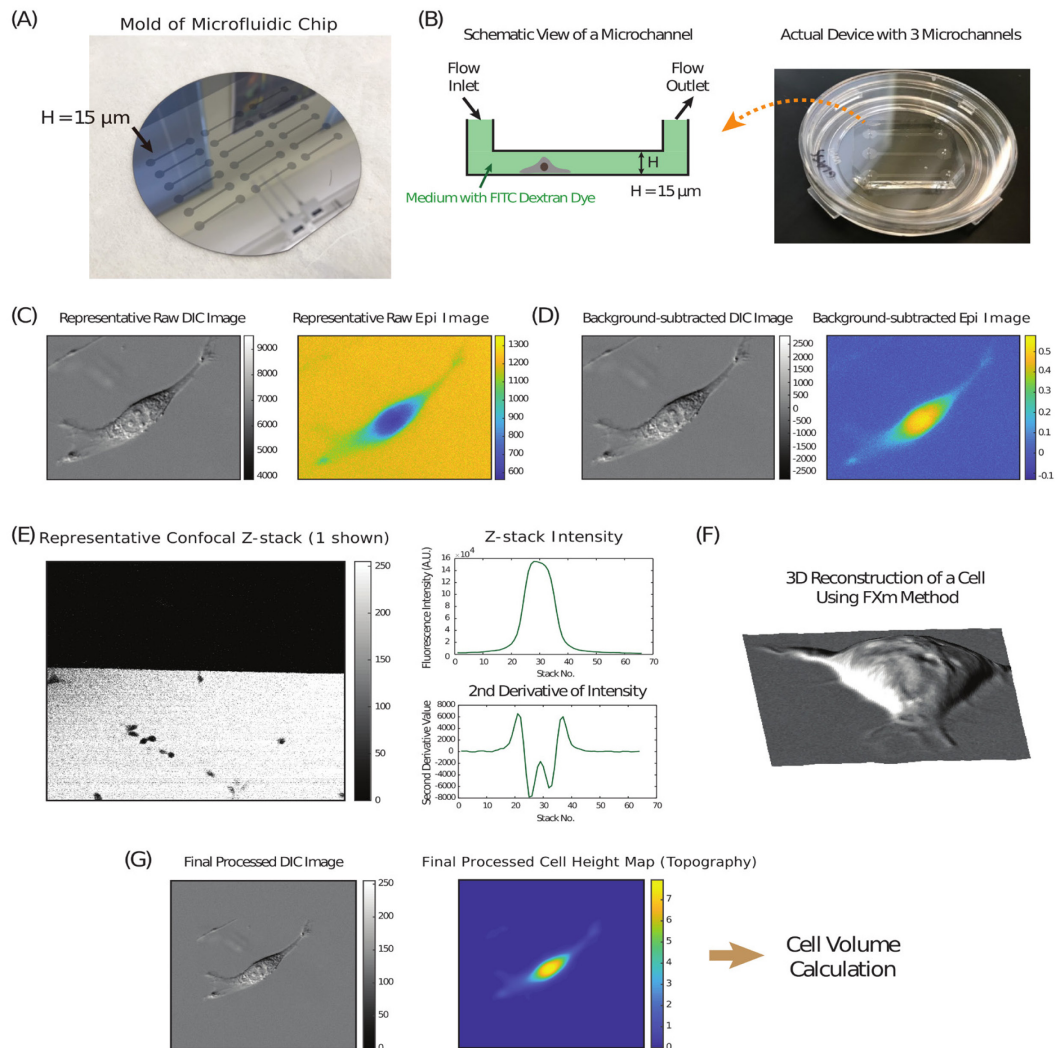 (A)
Mold of Microfluidic Chip
H = 15 μm
(B)
Schematic View of a Microchannel
Flow
Inlet
Flow
Outlet
H
H = 15 μm
Medium with FITC Dextran Dye
Actual Device with 3 Microchannels
(C)
Representative Raw DIC Image
9000
8000
7000
6000
5000
4000
Representative Raw Epi Image
1300
1200
1100
1000
900
800
700
600
(D)
Background-subtracted DIC Image
2500
2000
1500
1000
500
0
-500
-1000
-1500
-2000
-2500
Background-subtracted Epi Image
0.5
0.4
0.3
0.2
0.1
0
-0.1
(E)
Representative Confocal Z-stack (1 shown)
250
200
150
100
50
0
Z-stack Intensity
×10⁴
Fluorescence Intensity (A.U.)
16
14
12
10
8
6
4
2
0
0 10 20 30 40 50 60 70
Stack No.
2nd Derivative of Intensity
Second Derivative Value
8000
6000
4000
2000
0
-2000
-4000
-6000
-8000
0 10 20 30 40 50 60 70
Stack No.
(F)
3D Reconstruction of a Cell
Using FXm Method
(G)
Final Processed DIC Image
250
200
150
100
50
0
Final Processed Cell Height Map (Topography)
7
6
5
4
3
2
1
0
Cell Volume
Calculation